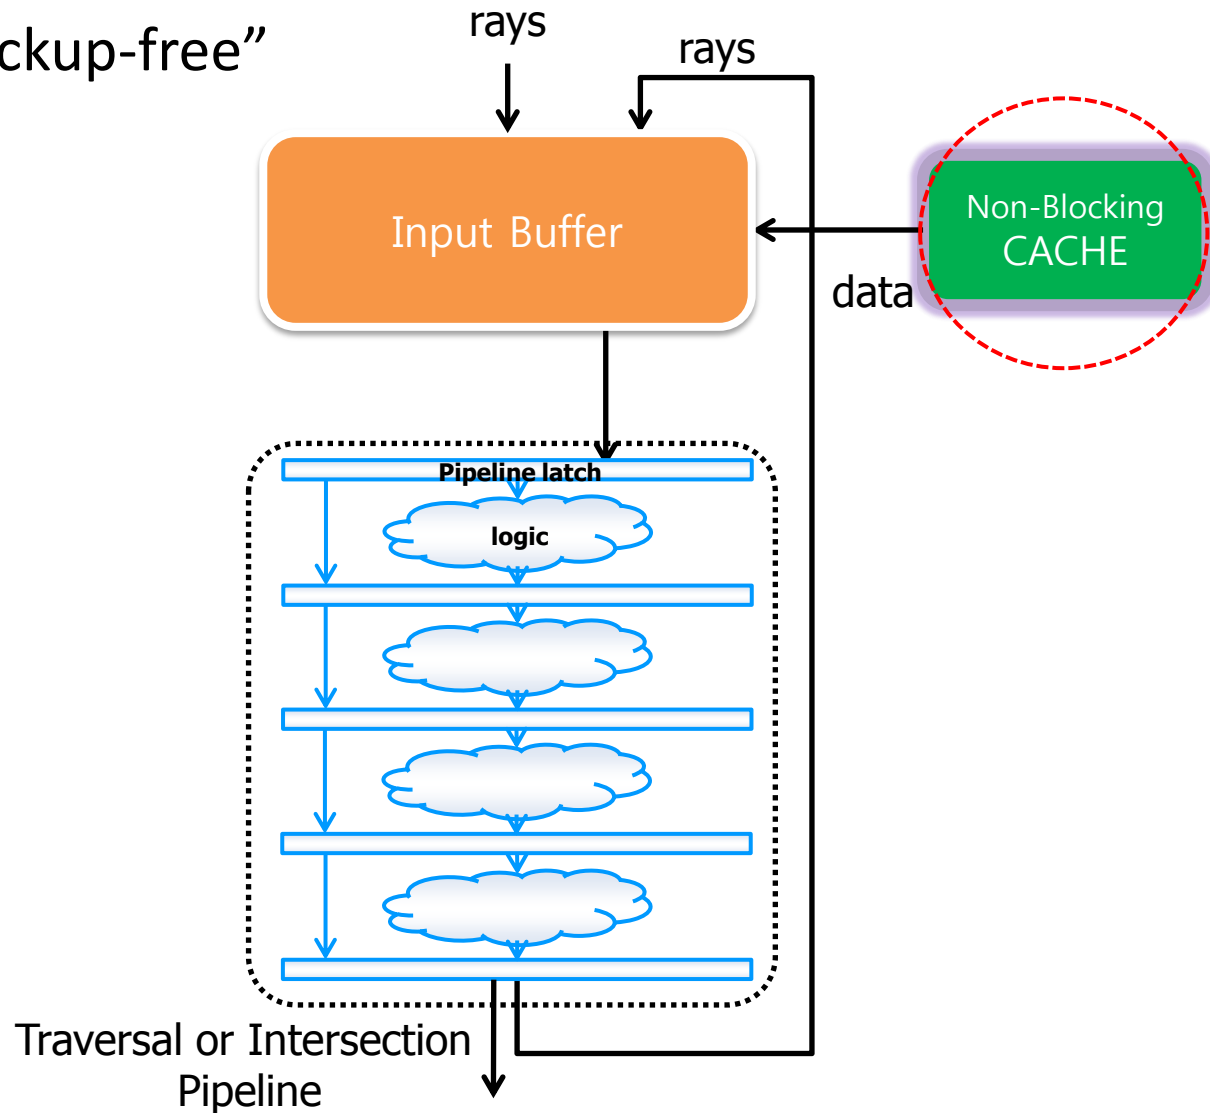 ckup-free”
rays
rays
Input Buffer
Non-Blocking
CACHE
data
Pipeline latch
logic
Traversal or Intersection
Pipeline